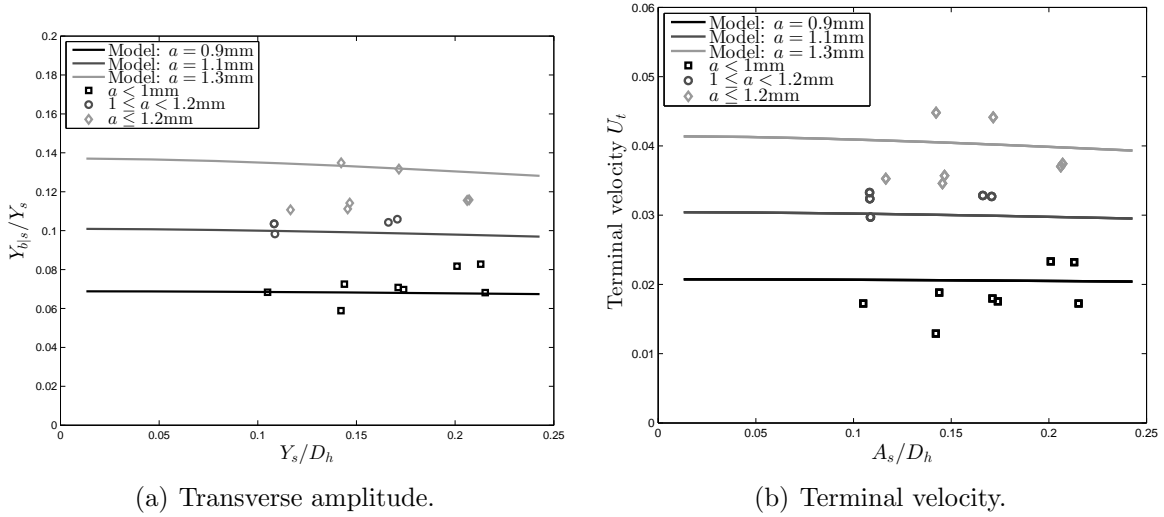 0.2
0.18
0.16
0.14
0.12
0.1
0.08
0.06
0.04
0.02
0
Y_{b|s}/Y_s
Model: a = 0.9mm
Model: a = 1.1mm
Model: a = 1.3mm
a < 1mm
1 ≤ a < 1.2mm
a ≤ 1.2mm
0 0.05 0.1 0.15 0.2 0.25
Y_s/D_h
(a) Transverse amplitude.
0.06
0.05
0.04
0.03
0.02
0.01
0
Terminal velocity U_t
Model: a = 0.9mm
Model: a = 1.1mm
Model: a = 1.3mm
a < 1mm
1 ≤ a < 1.2mm
a ≤ 1.2mm
0 0.05 0.1 0.15 0.2 0.25
A_s/D_h
(b) Terminal velocity.